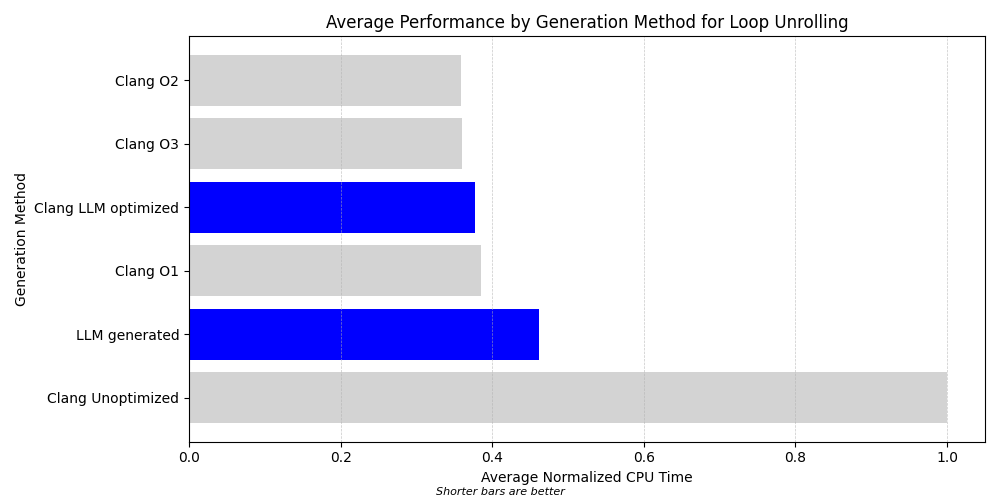 Average Performance by Generation Method for Loop Unrolling
Generation Method
Clang O2
Clang O3
Clang LLM optimized
Clang O1
LLM generated
Clang Unoptimized
0.0 0.2 0.4 0.6 0.8 1.0
Average Normalized CPU Time
Shorter bars are better